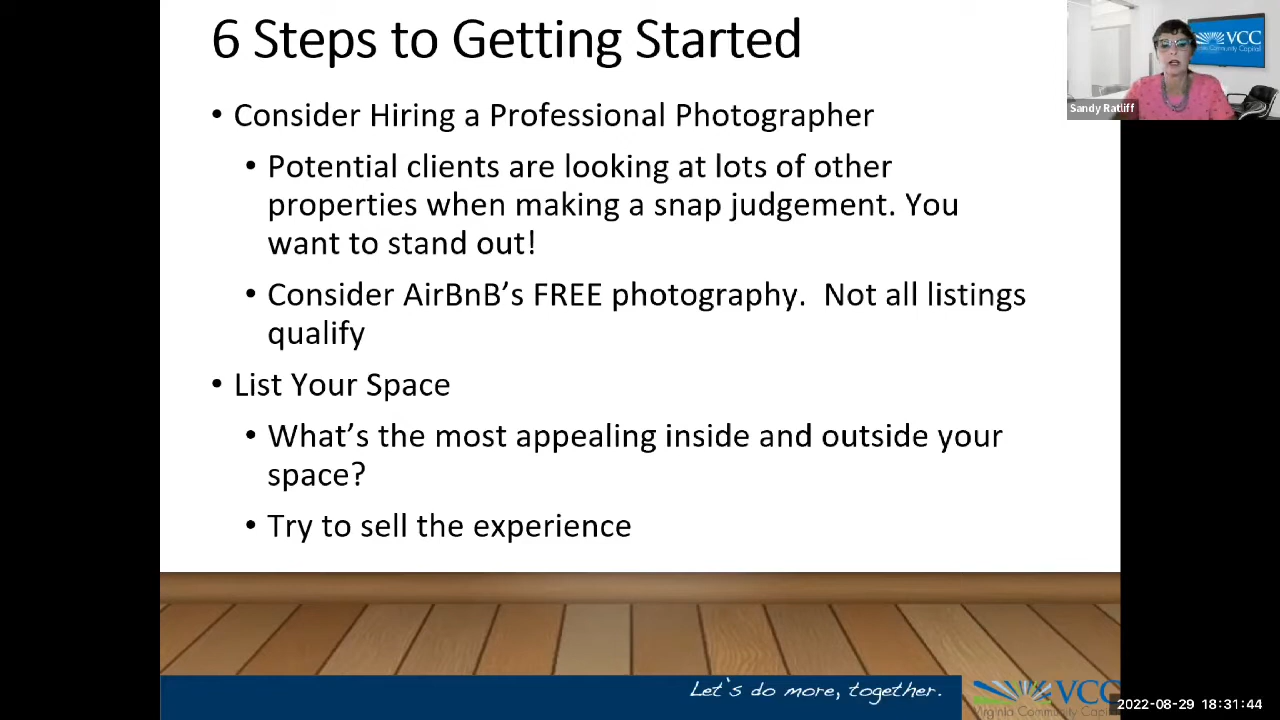 6 Steps to Getting Started
• Consider Hiring a Professional Photographer
• Potential clients are looking at lots of other
properties when making a snap judgement. You
want to stand out!
• Consider AirBnB’s FREE photography.  Not all listings
qualify
• List Your Space
• What’s the most appealing inside and outside your
space?
• Try to sell the experience
VCC
Virginia Community Capital
Sandy Ratliff
Let's do more, together.
VCC
Virginia Community Capital
2022-08-29 18:31:44